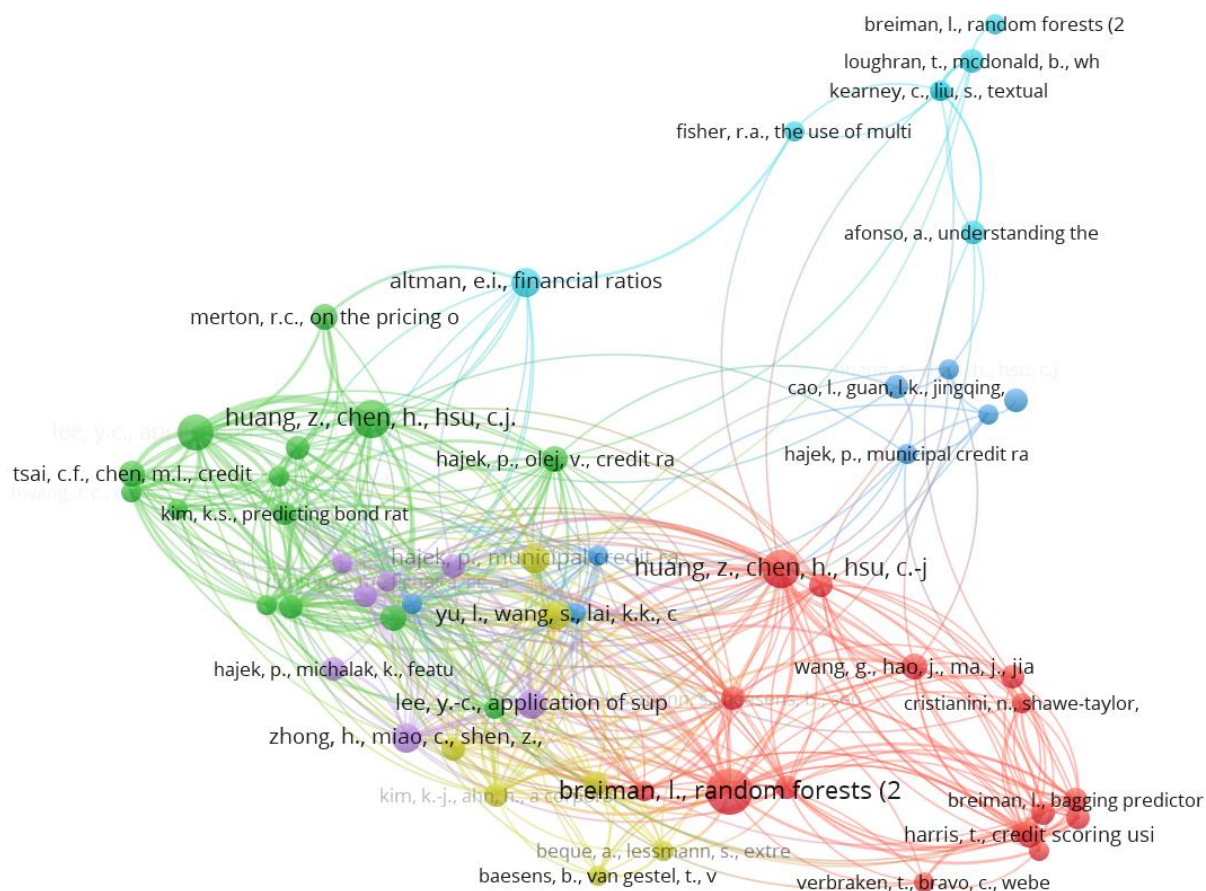 breiman, l., random forests (2
loughran, t., mcdonald, b., wh
kearney, c., liu, s., textual
fisher, r.a., the use of multi
afonso, a., understanding the
altman, e.i., financial ratios
merton, r.c., on the pricing o
cao, l., guan, l.k., jingqing,
huang, z., chen, h., hsu, c.j.
hajek, p., olej, v., credit ra
hajek, p., municipal credit ra
tsai, c.f., chen, m.l., credit
kim, k.s., predicting bond rat
hajek, p., municipal credit ra
huang, z., chen, h., hsu, c.-j
yu, l., wang, s., lai, k.k., c
hajek, p., michalak, k., featu
wang, g., hao, j., ma, j., jia
lee, y.-c., application of sup
cristianini, n., shawe-taylor,
zhong, h., miao, c., shen, z.,
breiman, l., random forests (2
kim, k.-j., ahn, h., a corpor
breiman, l., bagging predictor
harris, t., credit scoring usi
beque, a., lessmann, s., extre
baesens, b., van gestel, t., v
verbraken, t., bravo, c., webe